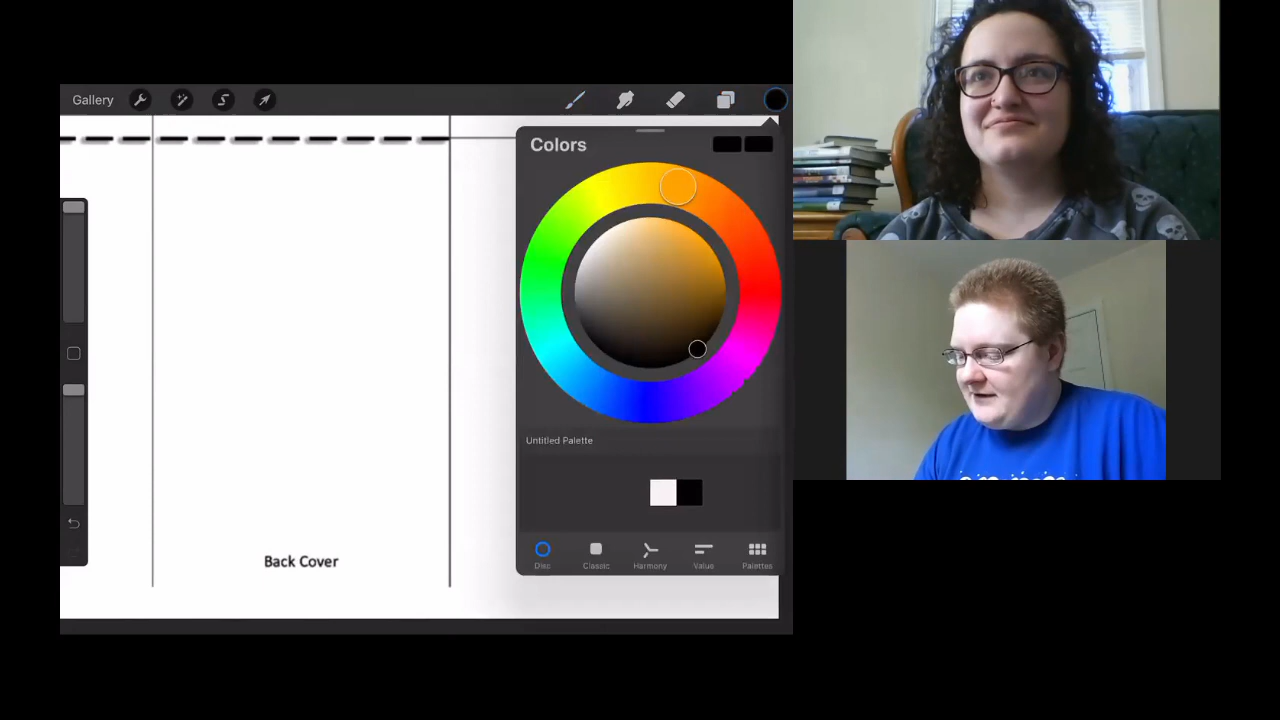 Gallery
Colors
Untitled Palette
Disc
Classic
Harmony
Value
Palettes
Back Cover